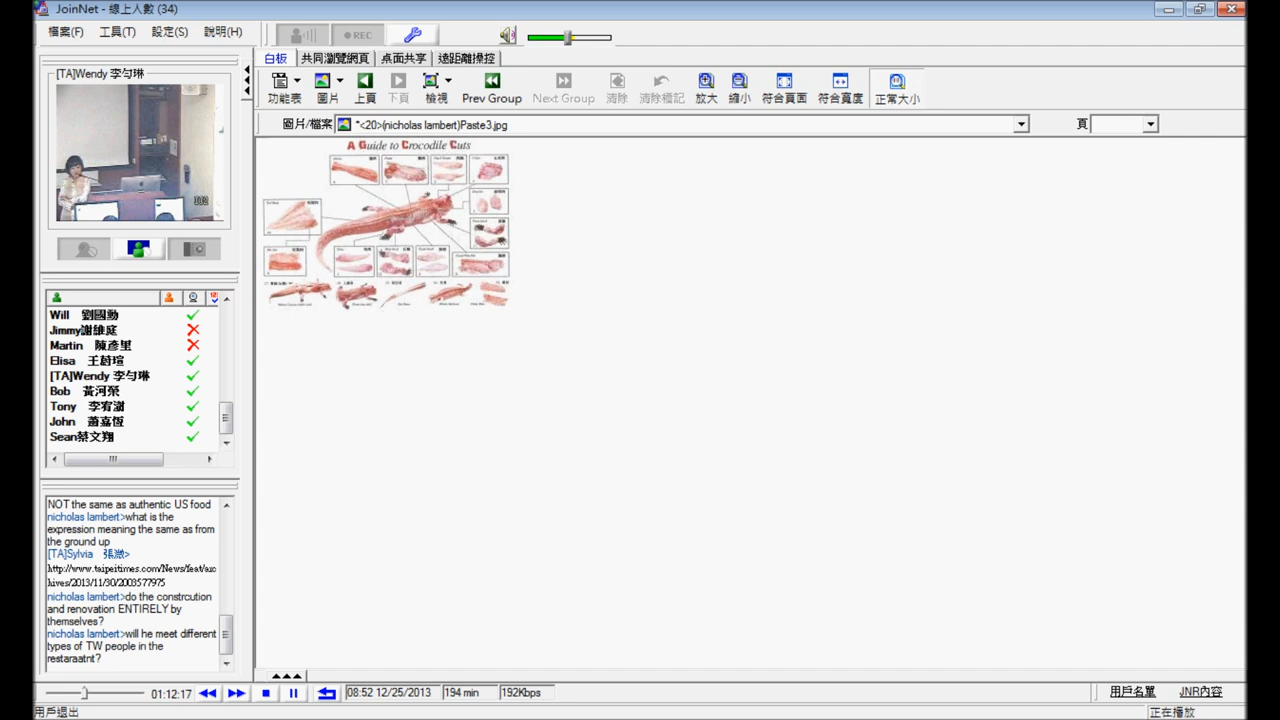 JoinNet - 線上人數 (34)
檔案(F) 工具(T) 設定(S) 說明(H)
REC
[TA]Wendy 李勻琳
白板 共同瀏覽網頁 桌面共享 遠距離操控
功能表 圖片 上頁 下頁 檢視 Prev Group Next Group 清除 清除標記 放大 縮小 符合頁面 符合寬度 正常大小
圖片/檔案 *<20>(nicholas lambert)Paste3.jpg 頁
A Guide to Crocodile Cuts
Will 劉國勳
Jimmy謝維庭
Martin 陳彥里
Elisa 王蔚瑄
[TA]Wendy 李勻琳
Bob 黃河榮
Tony 李宥澍
John 蕭嘉恆
Sean蔡文翔
NOT the same as authentic US food
nicholas lambert>what is the
expression meaning the same as from
the ground up
[TA]Sylvia 張
http://www.taipeitimes.com/News/feat/arc
hives/2013/11/30/2003577975
nicholas lambert>do the constrcution
and renovation ENTIRELY by
themselves?
nicholas lambert>will he meet different
types of TW people in the
restaraatnt?
01:12:17 08:52 12/25/2013 194 min 192Kbps 用戶名單 JNR內容
用戶退出 正在播放